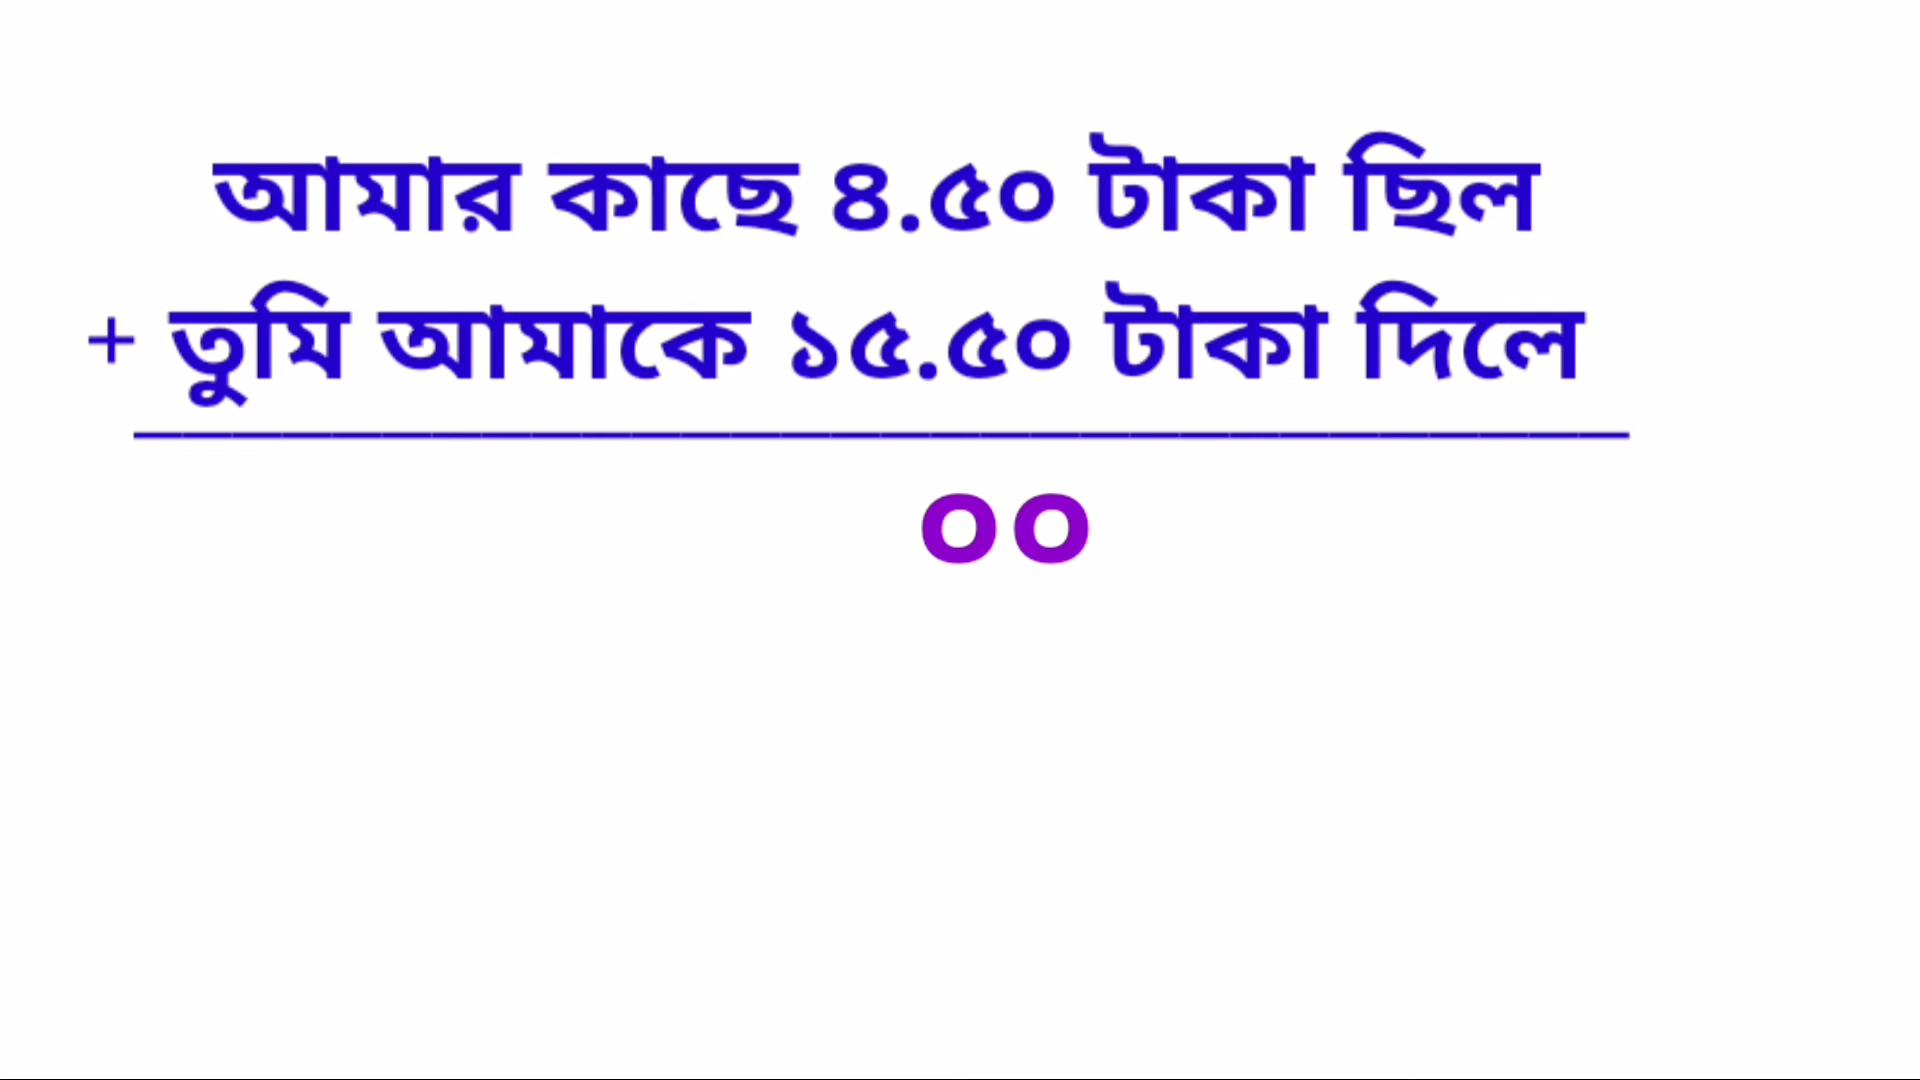 আমার কাছে ৪.৫০ টাকা ছিল
+ তুমি আমাকে ১৫.৫০ টাকা দিলে
০০